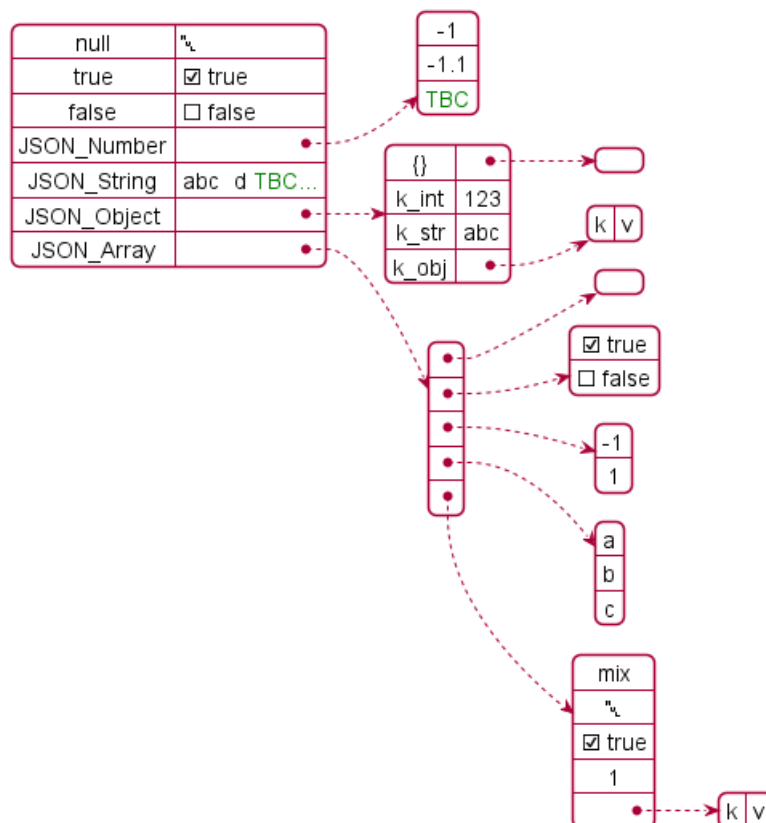 null ␀
true ☑ true
false ☐ false
JSON_Number
JSON_String abc d TBC...
JSON_Object
JSON_Array
-1
-1.1
TBC
{}
k_int 123
k_str abc
k_obj
k v
☑ true
☐ false
-1
1
a
b
c
mix
␀
☑ true
1
k v